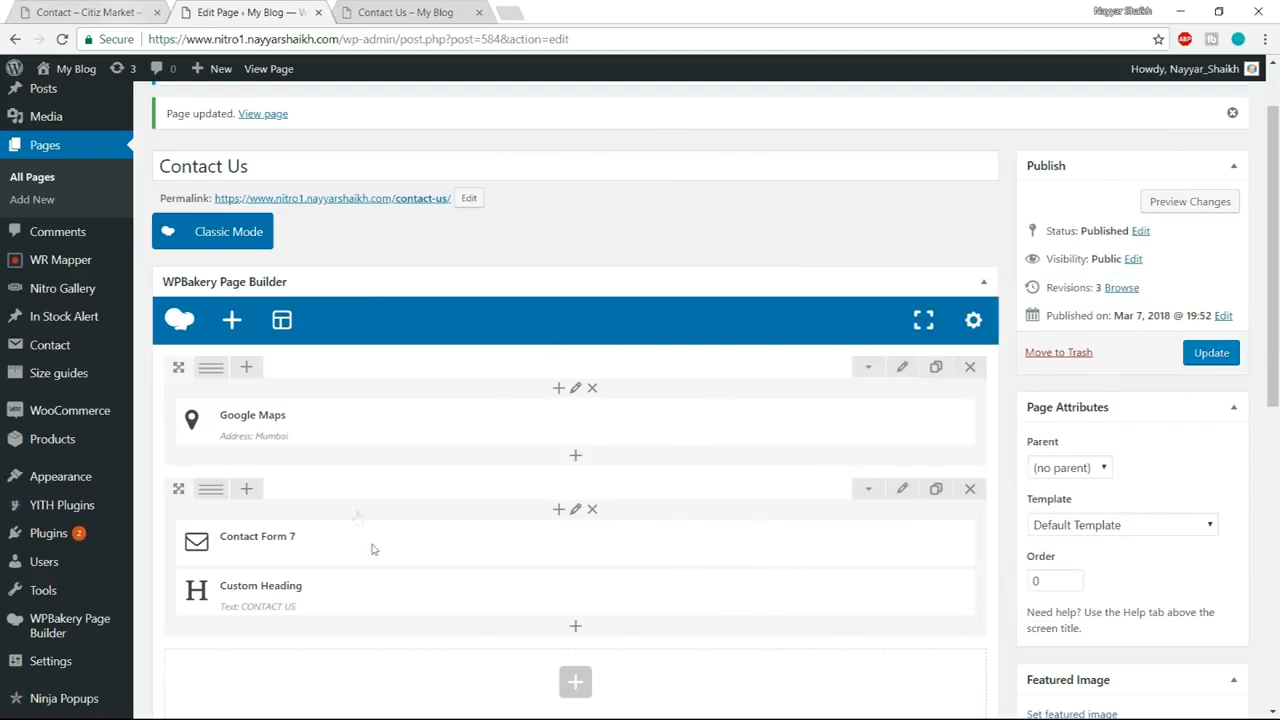 Contact – Citiz Market –
Edit Page ‹ My Blog — W
Contact Us – My Blog
Nayyar Shaikh
Secure
https://www.nitro1.nayyarshaikh.com/wp-admin/post.php?post=584&action=edit
ABP
fb
My Blog
3
0
New
View Page
Howdy, Nayyar_Shaikh
Posts
Media
Pages
All Pages
Add New
Comments
WR Mapper
Nitro Gallery
In Stock Alert
Contact
Size guides
WooCommerce
Products
Appearance
YITH Plugins
Plugins 2
Users
Tools
WPBakery Page
Builder
Settings
Ninja Popups
Page updated. View page
Contact Us
Permalink: https://www.nitro1.nayyarshaikh.com/contact-us/ Edit
Classic Mode
WPBakery Page Builder
Google Maps
Address: Mumbai
Contact Form 7
H
Custom Heading
Text: CONTACT US
Publish
Preview Changes
Status: Published Edit
Visibility: Public Edit
Revisions: 3 Browse
Published on: Mar 7, 2018 @ 19:52 Edit
Move to Trash
Update
Page Attributes
Parent
(no parent)
Template
Default Template
Order
0
Need help? Use the Help tab above the
screen title.
Featured Image
Set featured image